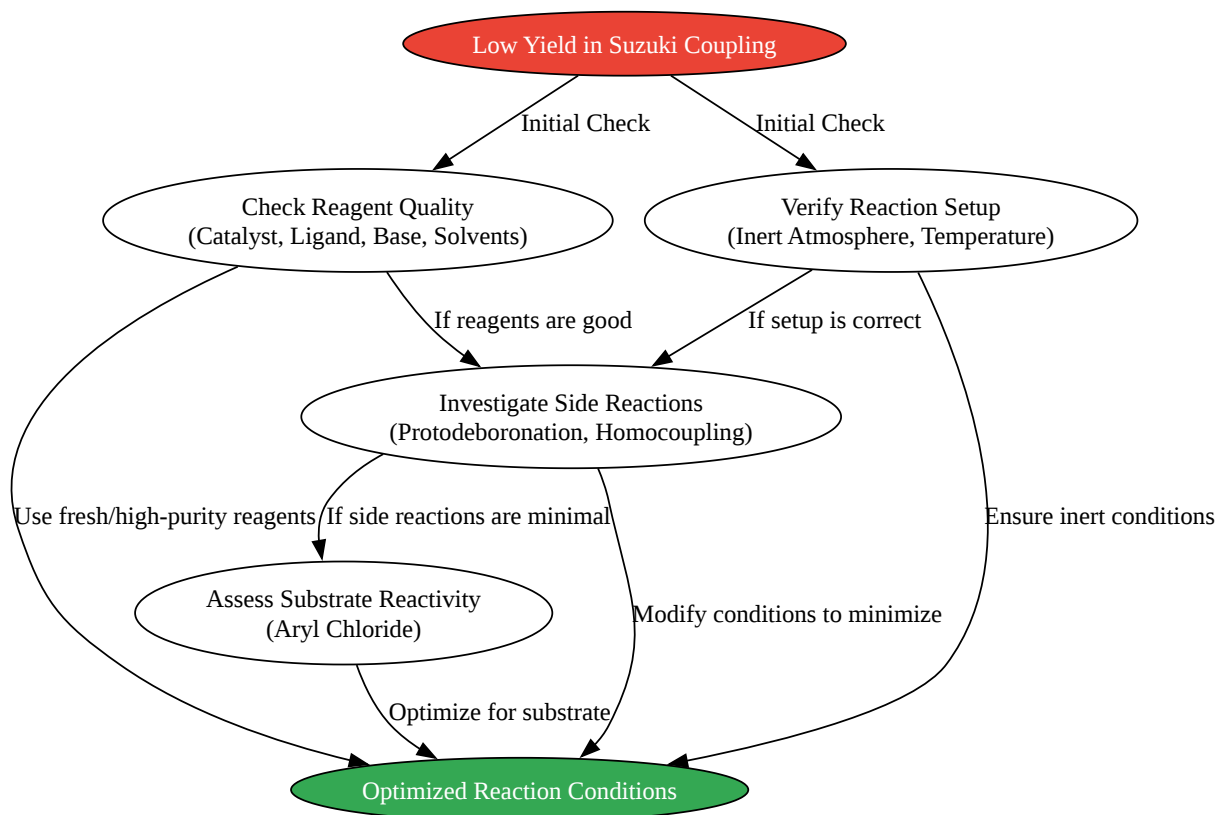 Low Yield in Suzuki Coupling
Initial Check
Initial Check
Check Reagent Quality
(Catalyst, Ligand, Base, Solvents)
Verify Reaction Setup
(Inert Atmosphere, Temperature)
If reagents are good
If setup is correct
Investigate Side Reactions
(Protodeboronation, Homocoupling)
Use fresh/high-purity reagents
If side reactions are minimal
Ensure inert conditions
Assess Substrate Reactivity
(Aryl Chloride)
Modify conditions to minimize
Optimize for substrate
Optimized Reaction Conditions